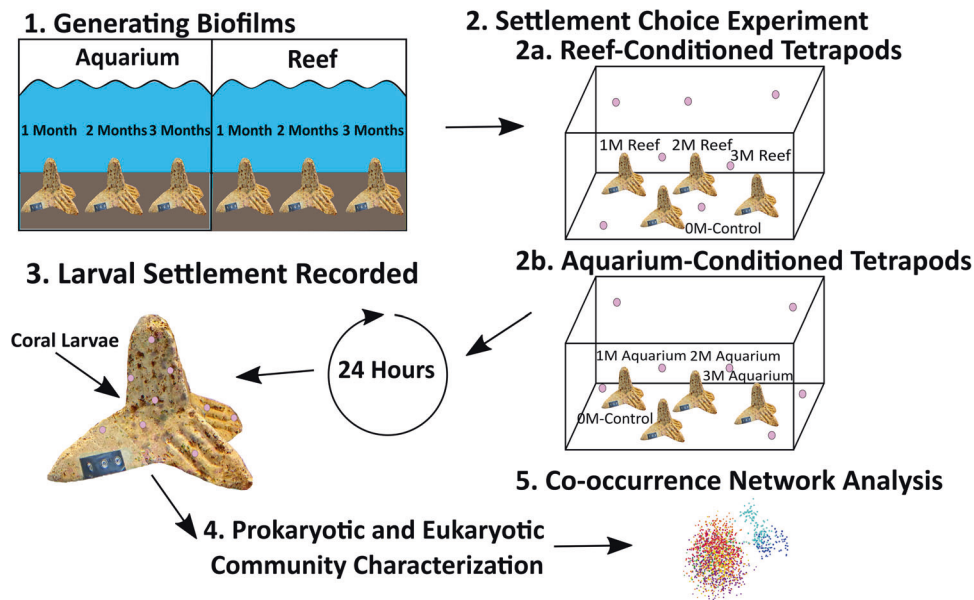 1. Generating Biofilms
Aquarium
Reef
1 Month
2 Months
3 Months
1 Month
2 Months
3 Months
2. Settlement Choice Experiment
2a. Reef-Conditioned Tetrapods
1M Reef
2M Reef
3M Reef
0M-Control
2b. Aquarium-Conditioned Tetrapods
1M Aquarium
2M Aquarium
3M Aquarium
0M-Control
3. Larval Settlement Recorded
Coral Larvae
24 Hours
4. Prokaryotic and Eukaryotic
Community Characterization
5. Co-occurrence Network Analysis